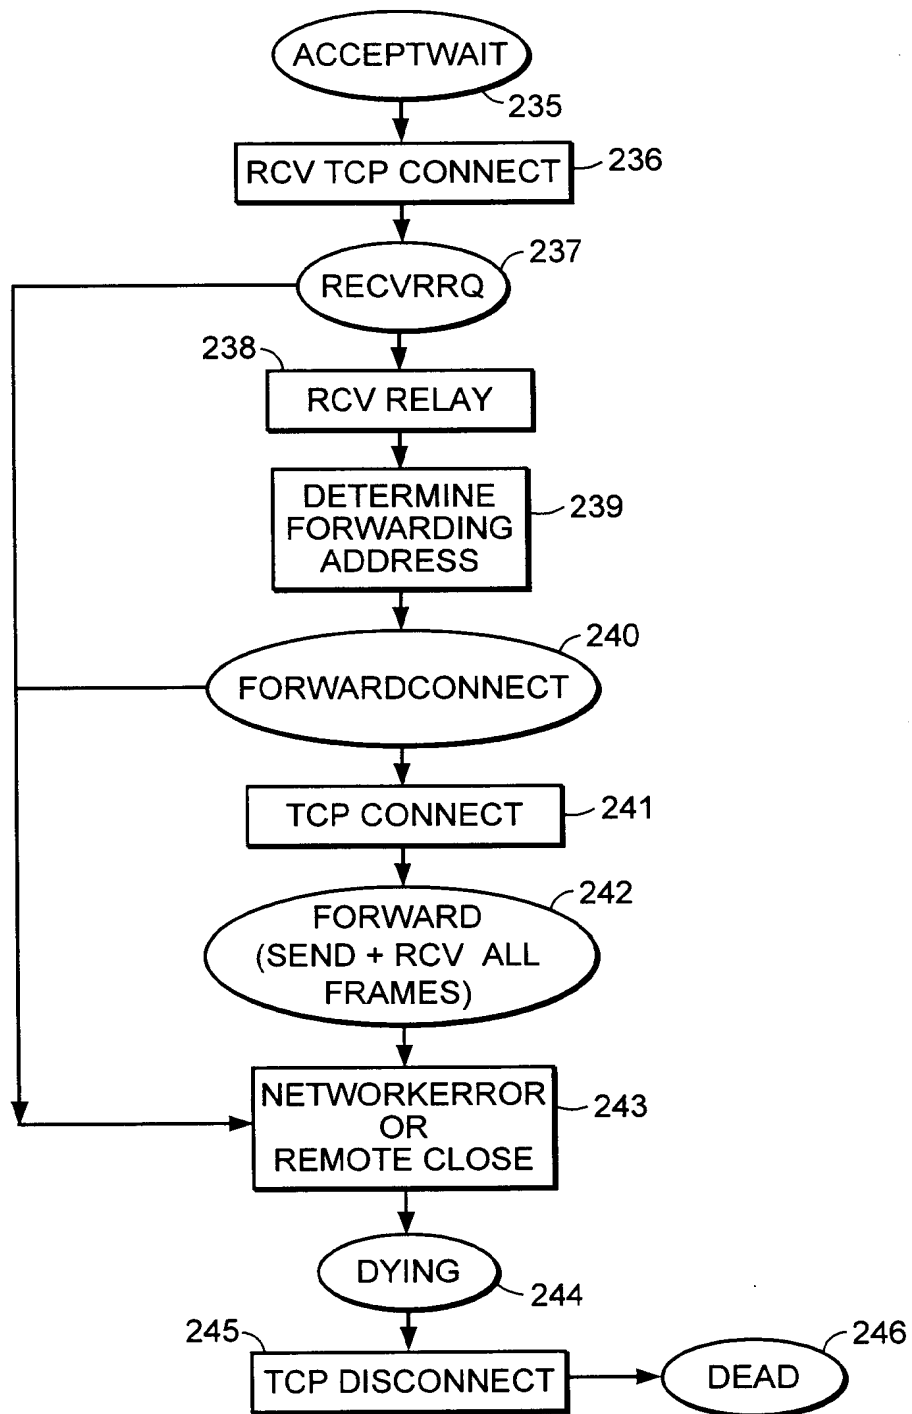 ACCEPTWAIT
235
RCV TCP CONNECT
236
RECVRRQ
237
238
RCV RELAY
DETERMINE
FORWARDING
ADDRESS
239
240
FORWARDCONNECT
TCP CONNECT
241
242
FORWARD
(SEND + RCV ALL
FRAMES)
NETWORKERROR
OR
REMOTE CLOSE
243
DYING
244
245
TCP DISCONNECT
246
DEAD